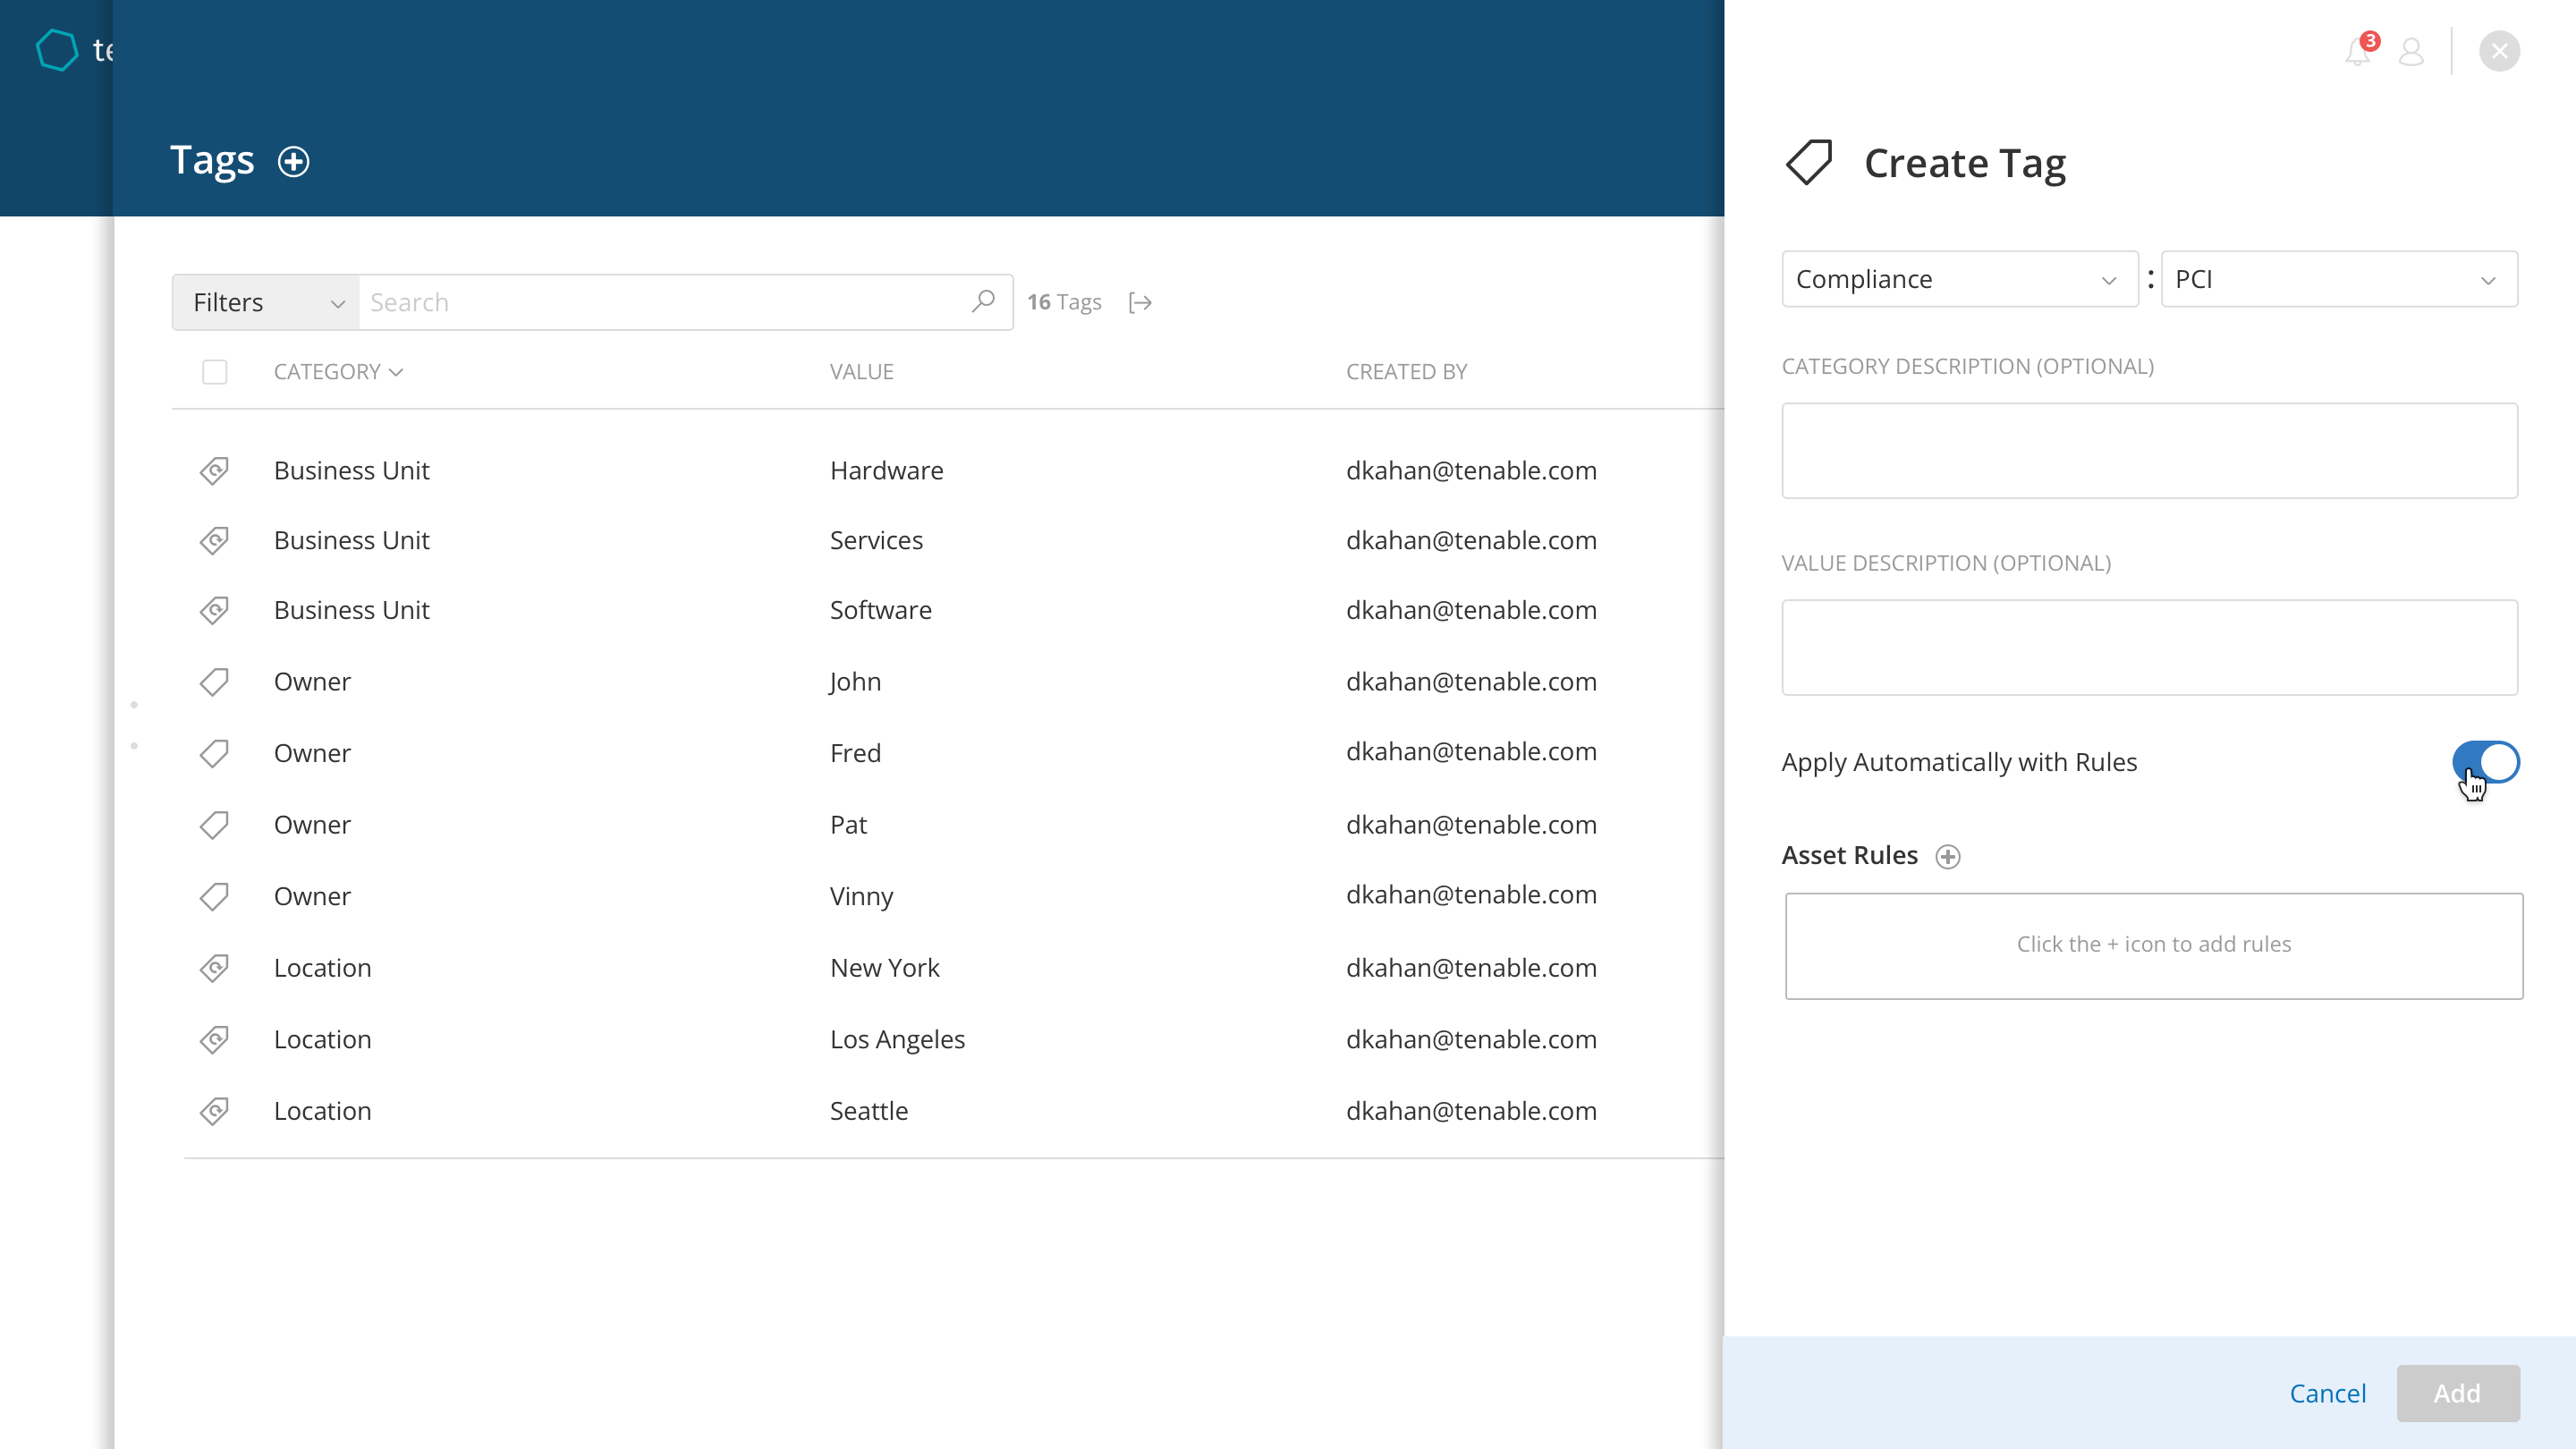 te
3
Tags
Create Tag
Compliance : PCI
Filters Search 16 Tags
CATEGORY VALUE CREATED BY
Business Unit Hardware dkahan@tenable.com
Business Unit Services dkahan@tenable.com
Business Unit Software dkahan@tenable.com
Owner John dkahan@tenable.com
Owner Fred dkahan@tenable.com
Owner Pat dkahan@tenable.com
Owner Vinny dkahan@tenable.com
Location New York dkahan@tenable.com
Location Los Angeles dkahan@tenable.com
Location Seattle dkahan@tenable.com
CATEGORY DESCRIPTION (OPTIONAL)
VALUE DESCRIPTION (OPTIONAL)
Apply Automatically with Rules
Asset Rules
Click the + icon to add rules
Cancel Add